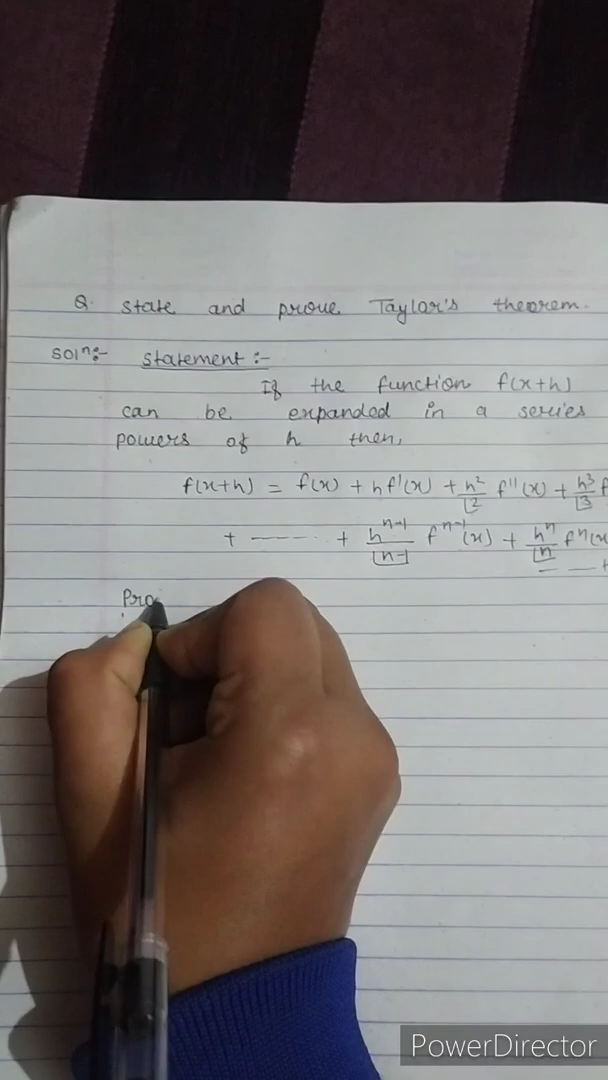 Q. State and prove Taylor's theorem.
Soln:- Statement :-
If the function f(x+h)
can be expanded in a series
powers of h then,
f(x+h) = f(x) + hf'(x) + h²/⌊2 f''(x) + h³/⌊3 f
+ ------ + hⁿ⁻¹/⌊n-1 fⁿ⁻¹(x) + hⁿ/⌊n fⁿ(x
— — +
Pro
PowerDirector